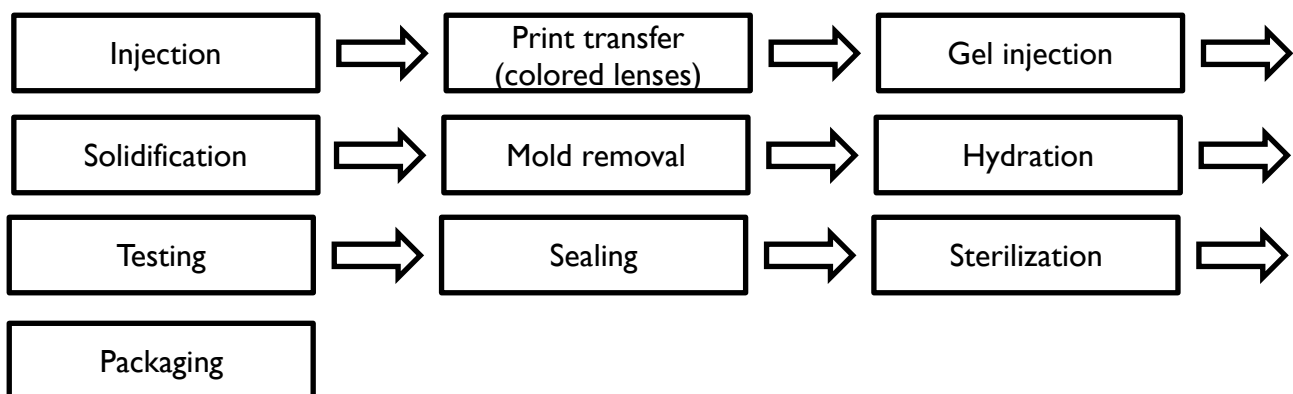 Injection
Print transfer
(colored lenses)
Gel injection
Solidification
Mold removal
Hydration
Testing
Sealing
Sterilization
Packaging